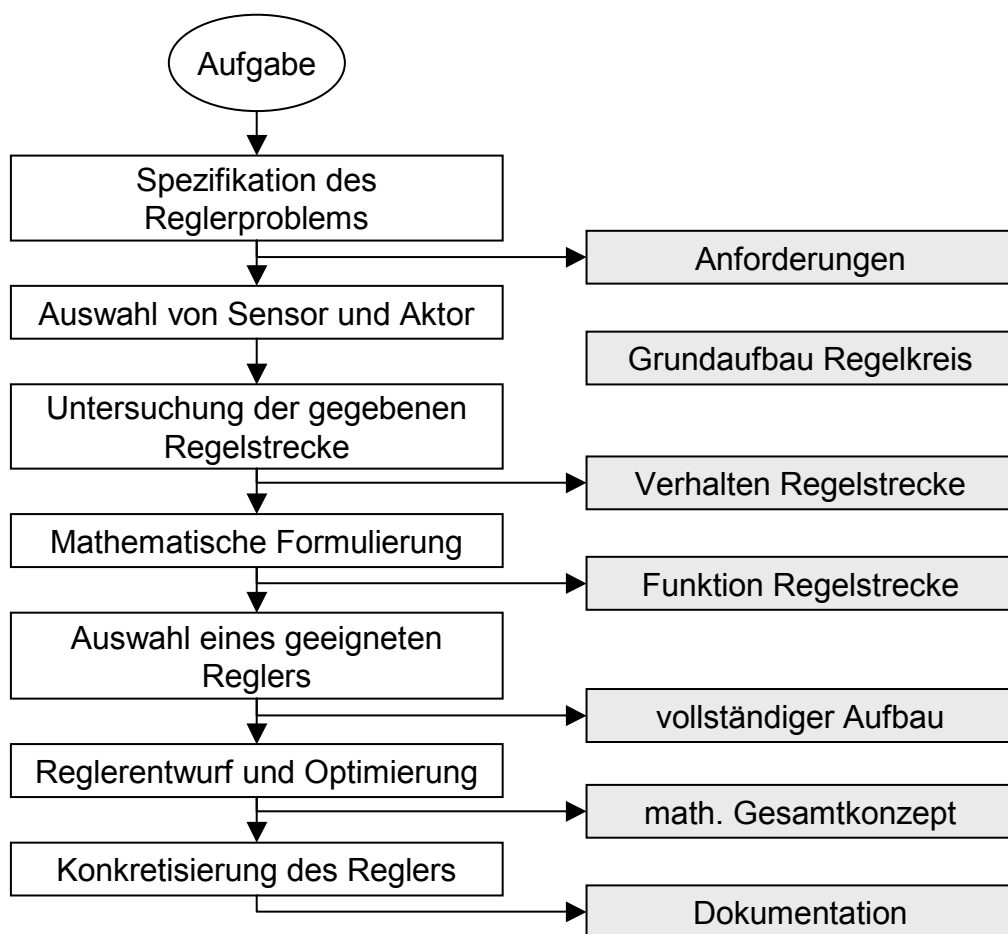 Aufgabe
Spezifikation des
Reglerproblems
Anforderungen
Auswahl von Sensor und Aktor
Grundaufbau Regelkreis
Untersuchung der gegebenen
Regelstrecke
Verhalten Regelstrecke
Mathematische Formulierung
Funktion Regelstrecke
Auswahl eines geeigneten
Reglers
vollständiger Aufbau
Reglerentwurf und Optimierung
math. Gesamtkonzept
Konkretisierung des Reglers
Dokumentation